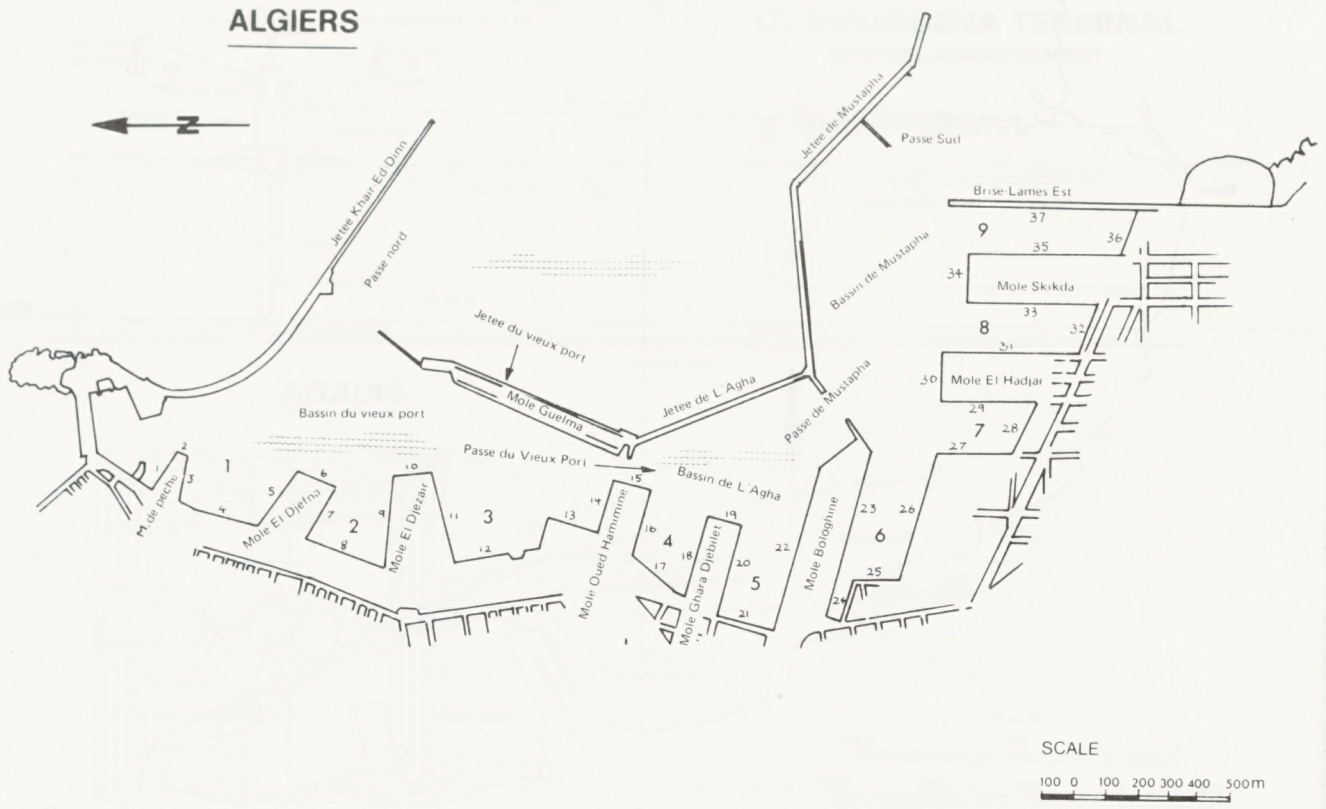 ALGIERS
N
Jetee Khair Ed-Dinn
Passe nord
Jetee de Mustapha
Passe Sud
Brise-Lames Est
37
9
36
35
34
Mole Skikda
33
8
32
31
30
Mole El Hadjar
29
28
7
27
Bassin de Mustapha
Passe de Mustapha
Jetee du vieux port
Mole Guelma
Jetee de L'Agha
Bassin du vieux port
Passe du Vieux Port
Bassin de L'Agha
M. de peche
1
2
3
1
4
5
Mole El Djefna
6
7
2
8
9
Mole El Djezair
10
11
3
12
13
14
15
Mole Oued Hamimine
16
4
17
18
Mole Ghara Djebilet
19
20
5
21
22
Mole Bologhine
23
6
26
25
24
SCALE
100 0 100 200 300 400 500m